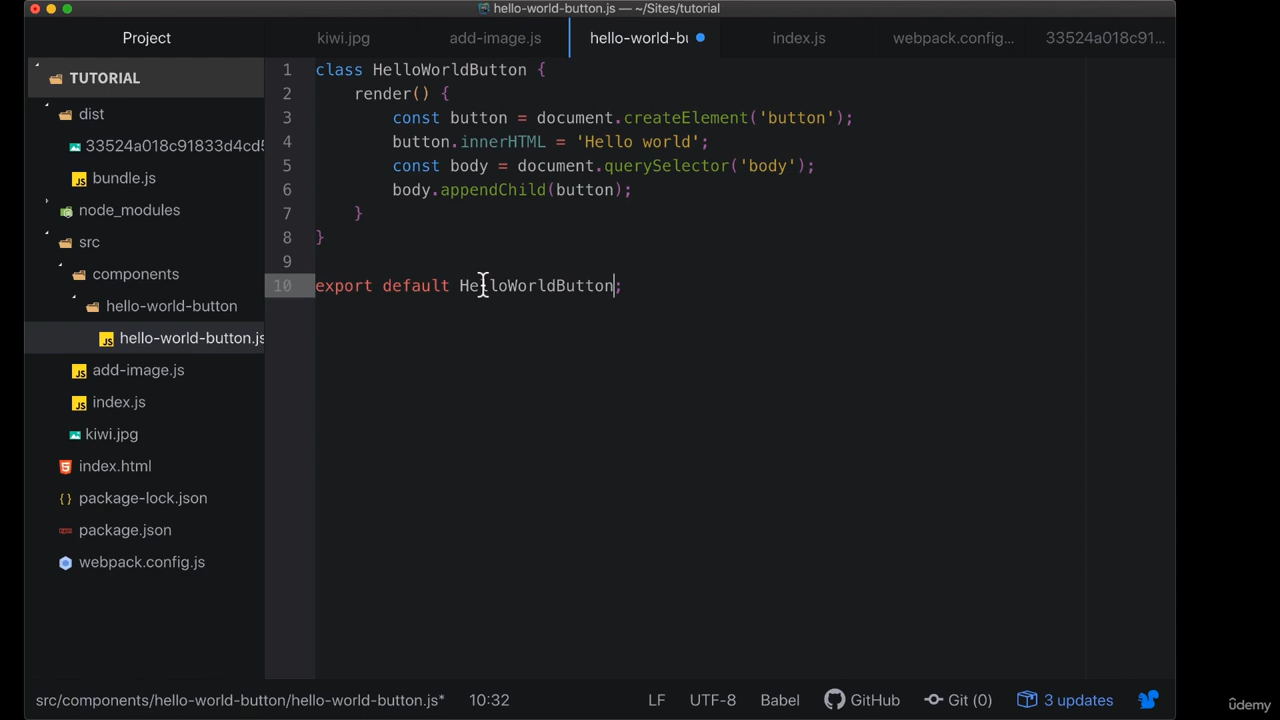 hello-world-button.js — ~/Sites/tutorial
Project
kiwi.jpg
add-image.js
hello-world-bu
index.js
webpack.config...
33524a018c91...
TUTORIAL
dist
33524a018c91833d4cd5
bundle.js
node_modules
src
components
hello-world-button
hello-world-button.js
add-image.js
index.js
kiwi.jpg
index.html
package-lock.json
package.json
webpack.config.js
1 class HelloWorldButton {
2 render() {
3 const button = document.createElement('button');
4 button.innerHTML = 'Hello world';
5 const body = document.querySelector('body');
6 body.appendChild(button);
7 }
8 }
9
10 export default HelloWorldButton;
src/components/hello-world-button/hello-world-button.js* 10:32
LF UTF-8 Babel GitHub Git (0) 3 updates
ûdemy